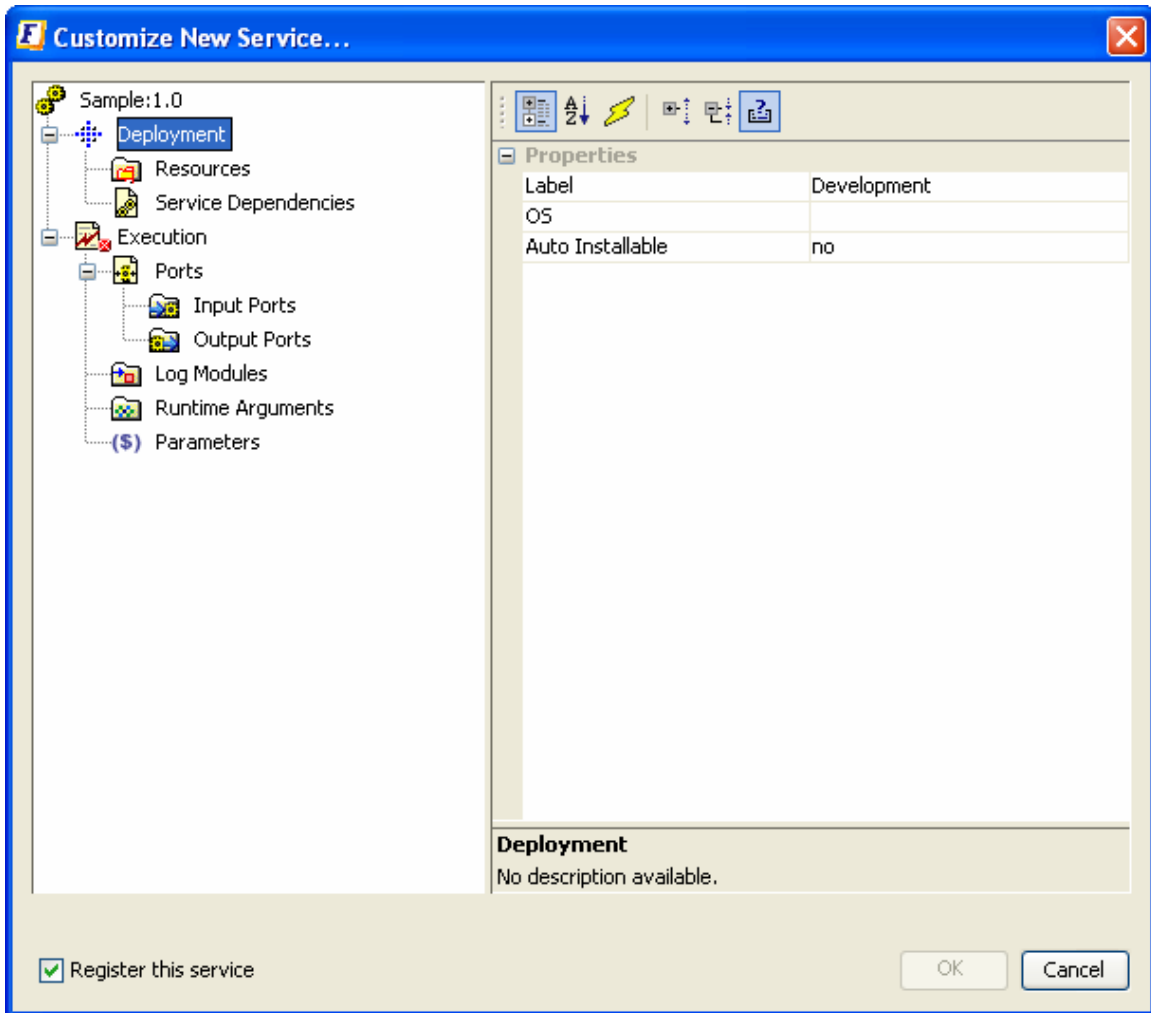 Customize New Service...
Sample:1.0
Deployment
Resources
Service Dependencies
Execution
Ports
Input Ports
Output Ports
Log Modules
Runtime Arguments
($) Parameters
Properties
Label Development
OS
Auto Installable no
Deployment
No description available.
Register this service
OK Cancel